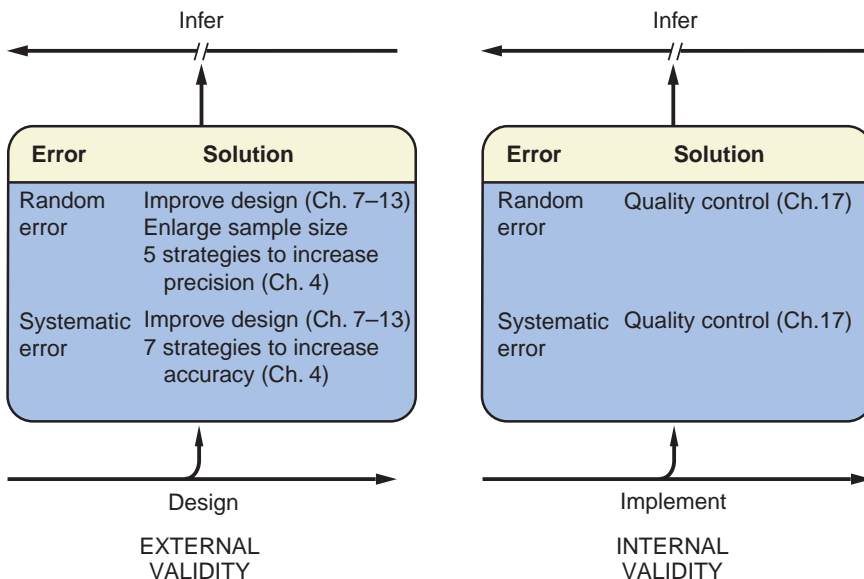 Infer
Error Solution
Random error
Improve design (Ch. 7–13)
Enlarge sample size
5 strategies to increase
precision (Ch. 4)
Systematic error
Improve design (Ch. 7–13)
7 strategies to increase
accuracy (Ch. 4)
Design
EXTERNAL
VALIDITY
Infer
Error Solution
Random error
Quality control (Ch.17)
Systematic error
Quality control (Ch.17)
Implement
INTERNAL
VALIDITY